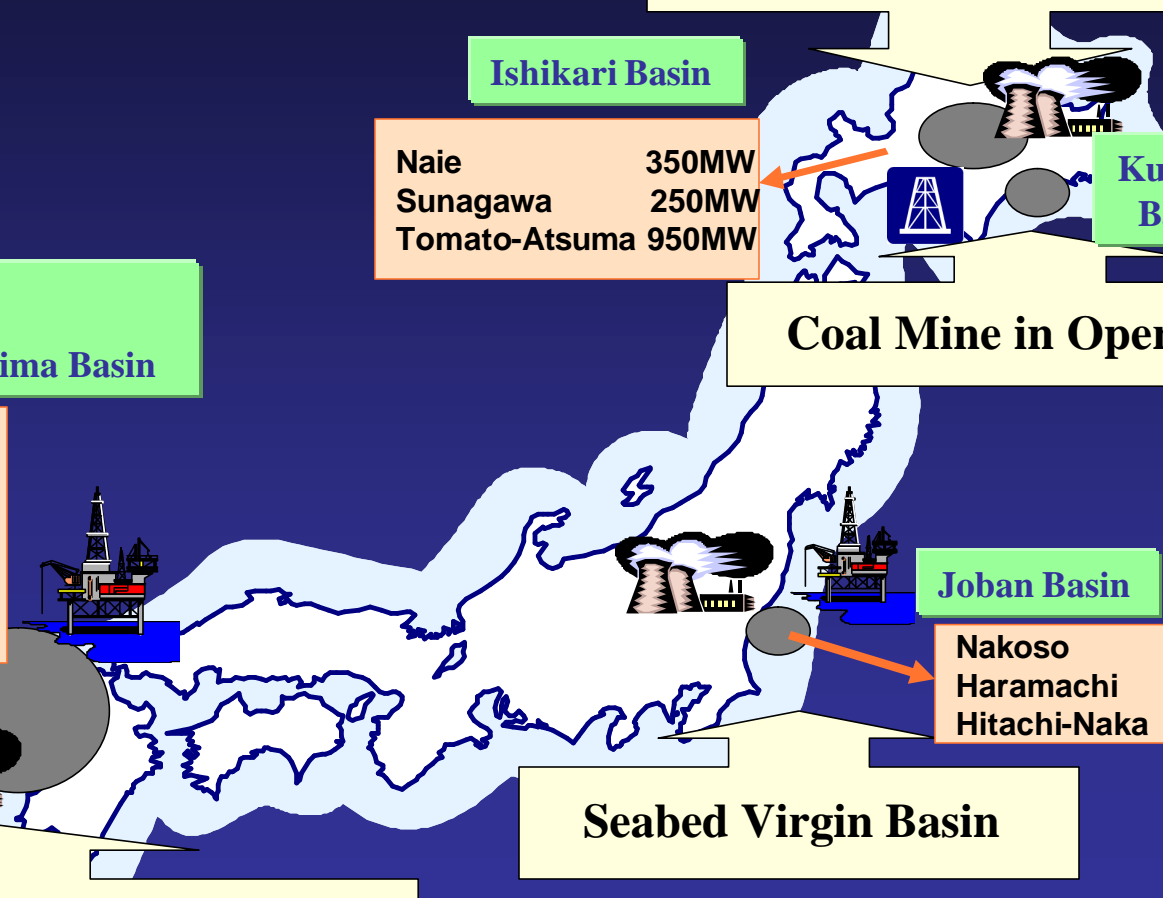 Ishikari Basin
Naie 350MW
Sunagawa 250MW
Tomato-Atsuma 950MW
Ku
B
Coal Mine in Oper
ima Basin
Joban Basin
Nakoso
Haramachi
Hitachi-Naka
Seabed Virgin Basin